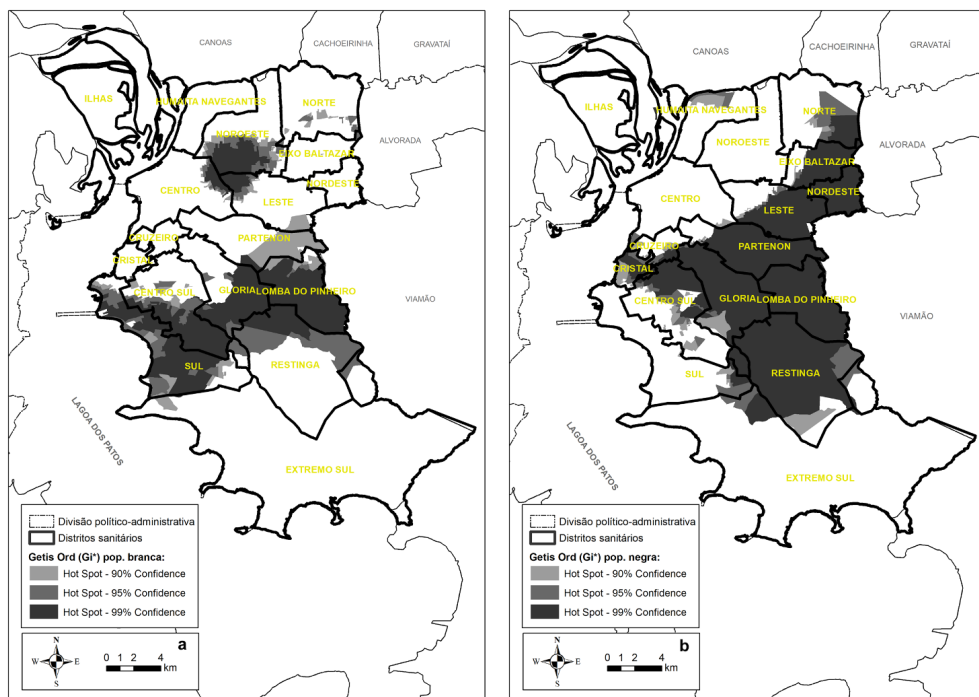 CANOAS
CACHOEIRINHA
GRAVATAÍ
ILHAS
HUMAITA NAVEGANTES
NORTE
NOROESTE
ALVORADA
EIXO BALTAZAR
CENTRO
NORDESTE
LESTE
CRUZEIRO
PARTENON
CRISTAL
CENTRO SUL
GLORIA
LOMBA DO PINHEIRO
VIAMÃO
SUL
RESTINGA
LAGOA DOS PATOS
EXTREMO SUL
Divisão político-administrativa
Distritos sanitários
Getis Ord (Gi*) pop. branca:
Hot Spot - 90% Confidence
Hot Spot - 95% Confidence
Hot Spot - 99% Confidence
N
W E
S
0 1 2 4
km
a
CANOAS
CACHOEIRINHA
GRAVATAÍ
ILHAS
HUMAITA NAVEGANTES
NORTE
NOROESTE
ALVORADA
EIXO BALTAZAR
CENTRO
NORDESTE
LESTE
CRUZEIRO
PARTENON
CRISTAL
CENTRO SUL
GLORIA
LOMBA DO PINHEIRO
VIAMÃO
SUL
RESTINGA
LAGOA DOS PATOS
EXTREMO SUL
Divisão político-administrativa
Distritos sanitários
Getis Ord (Gi*) pop. negra:
Hot Spot - 90% Confidence
Hot Spot - 95% Confidence
Hot Spot - 99% Confidence
N
W E
S
0 1 2 4
km
b